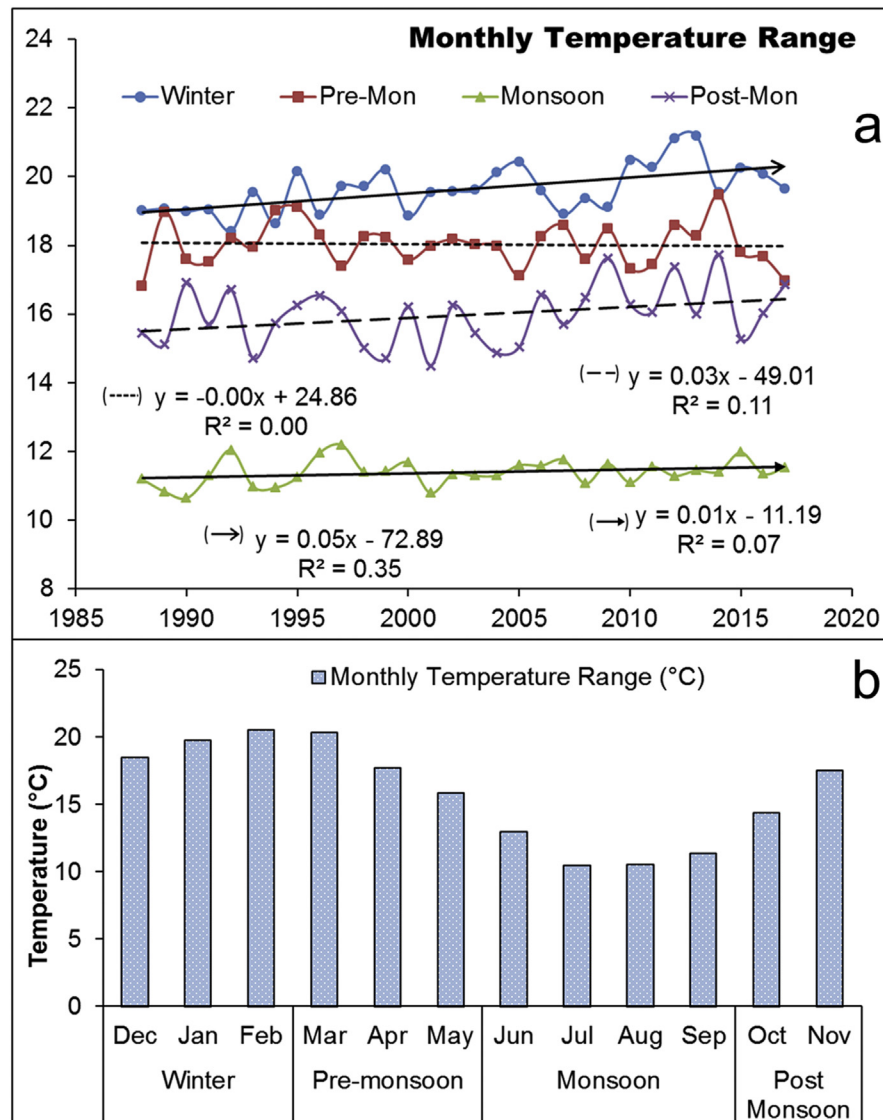 Monthly Temperature Range
Winter Pre-Mon Monsoon Post-Mon
a
24
22
20
18
16
14
12
10
8
(----) y = -0.00x + 24.86
R² = 0.00
(– –) y = 0.03x - 49.01
R² = 0.11
(→) y = 0.05x - 72.89
R² = 0.35
(→) y = 0.01x - 11.19
R² = 0.07
1985 1990 1995 2000 2005 2010 2015 2020
b
Monthly Temperature Range (°C)
Temperature (°C)
25
20
15
10
5
0
Dec Jan Feb Mar Apr May Jun Jul Aug Sep Oct Nov
Winter Pre-monsoon Monsoon Post
Monsoon